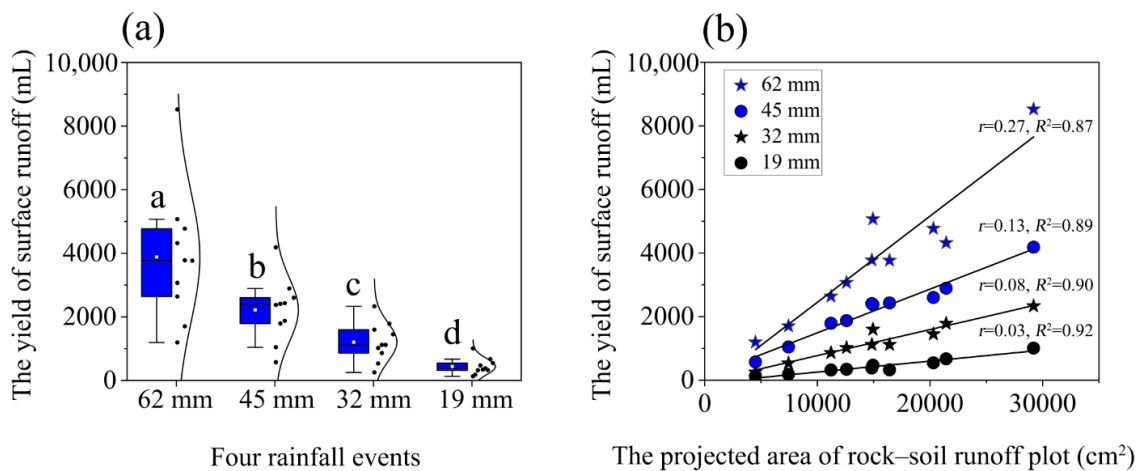 (a)
The yield of surface runoff (mL)
10,000
8000
6000
4000
2000
0
a
b
c
d
62 mm
45 mm
32 mm
19 mm
Four rainfall events
(b)
The yield of surface runoff (mL)
10,000
8000
6000
4000
2000
0
62 mm
45 mm
32 mm
19 mm
r=0.27, R²=0.87
r=0.13, R²=0.89
r=0.08, R²=0.90
r=0.03, R²=0.92
0
10000
20000
30000
The projected area of rock–soil runoff plot (cm²)